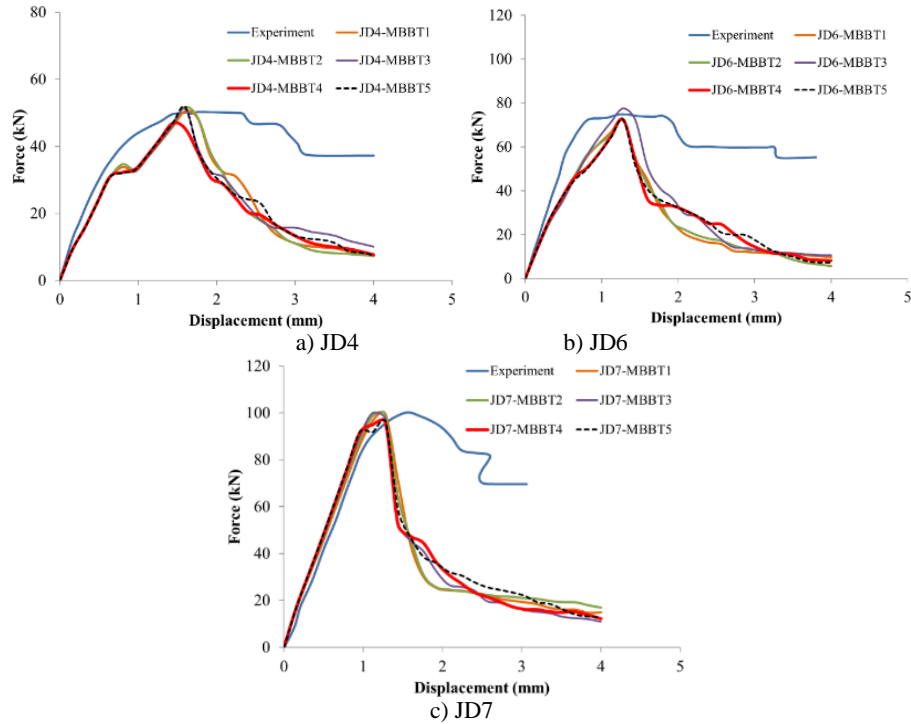 Experiment
JD4-MBBT1
JD4-MBBT2
JD4-MBBT3
JD4-MBBT4
JD4-MBBT5
Force (kN)
80
60
40
20
0
0 1 2 3 4 5
Displacement (mm)
a) JD4
Experiment
JD6-MBBT1
JD6-MBBT2
JD6-MBBT3
JD6-MBBT4
JD6-MBBT5
Force (kN)
120
100
80
60
40
20
0
0 1 2 3 4 5
Displacement (mm)
b) JD6
Experiment
JD7-MBBT1
JD7-MBBT2
JD7-MBBT3
JD7-MBBT4
JD7-MBBT5
Force (kN)
120
100
80
60
40
20
0
0 1 2 3 4 5
Displacement (mm)
c) JD7